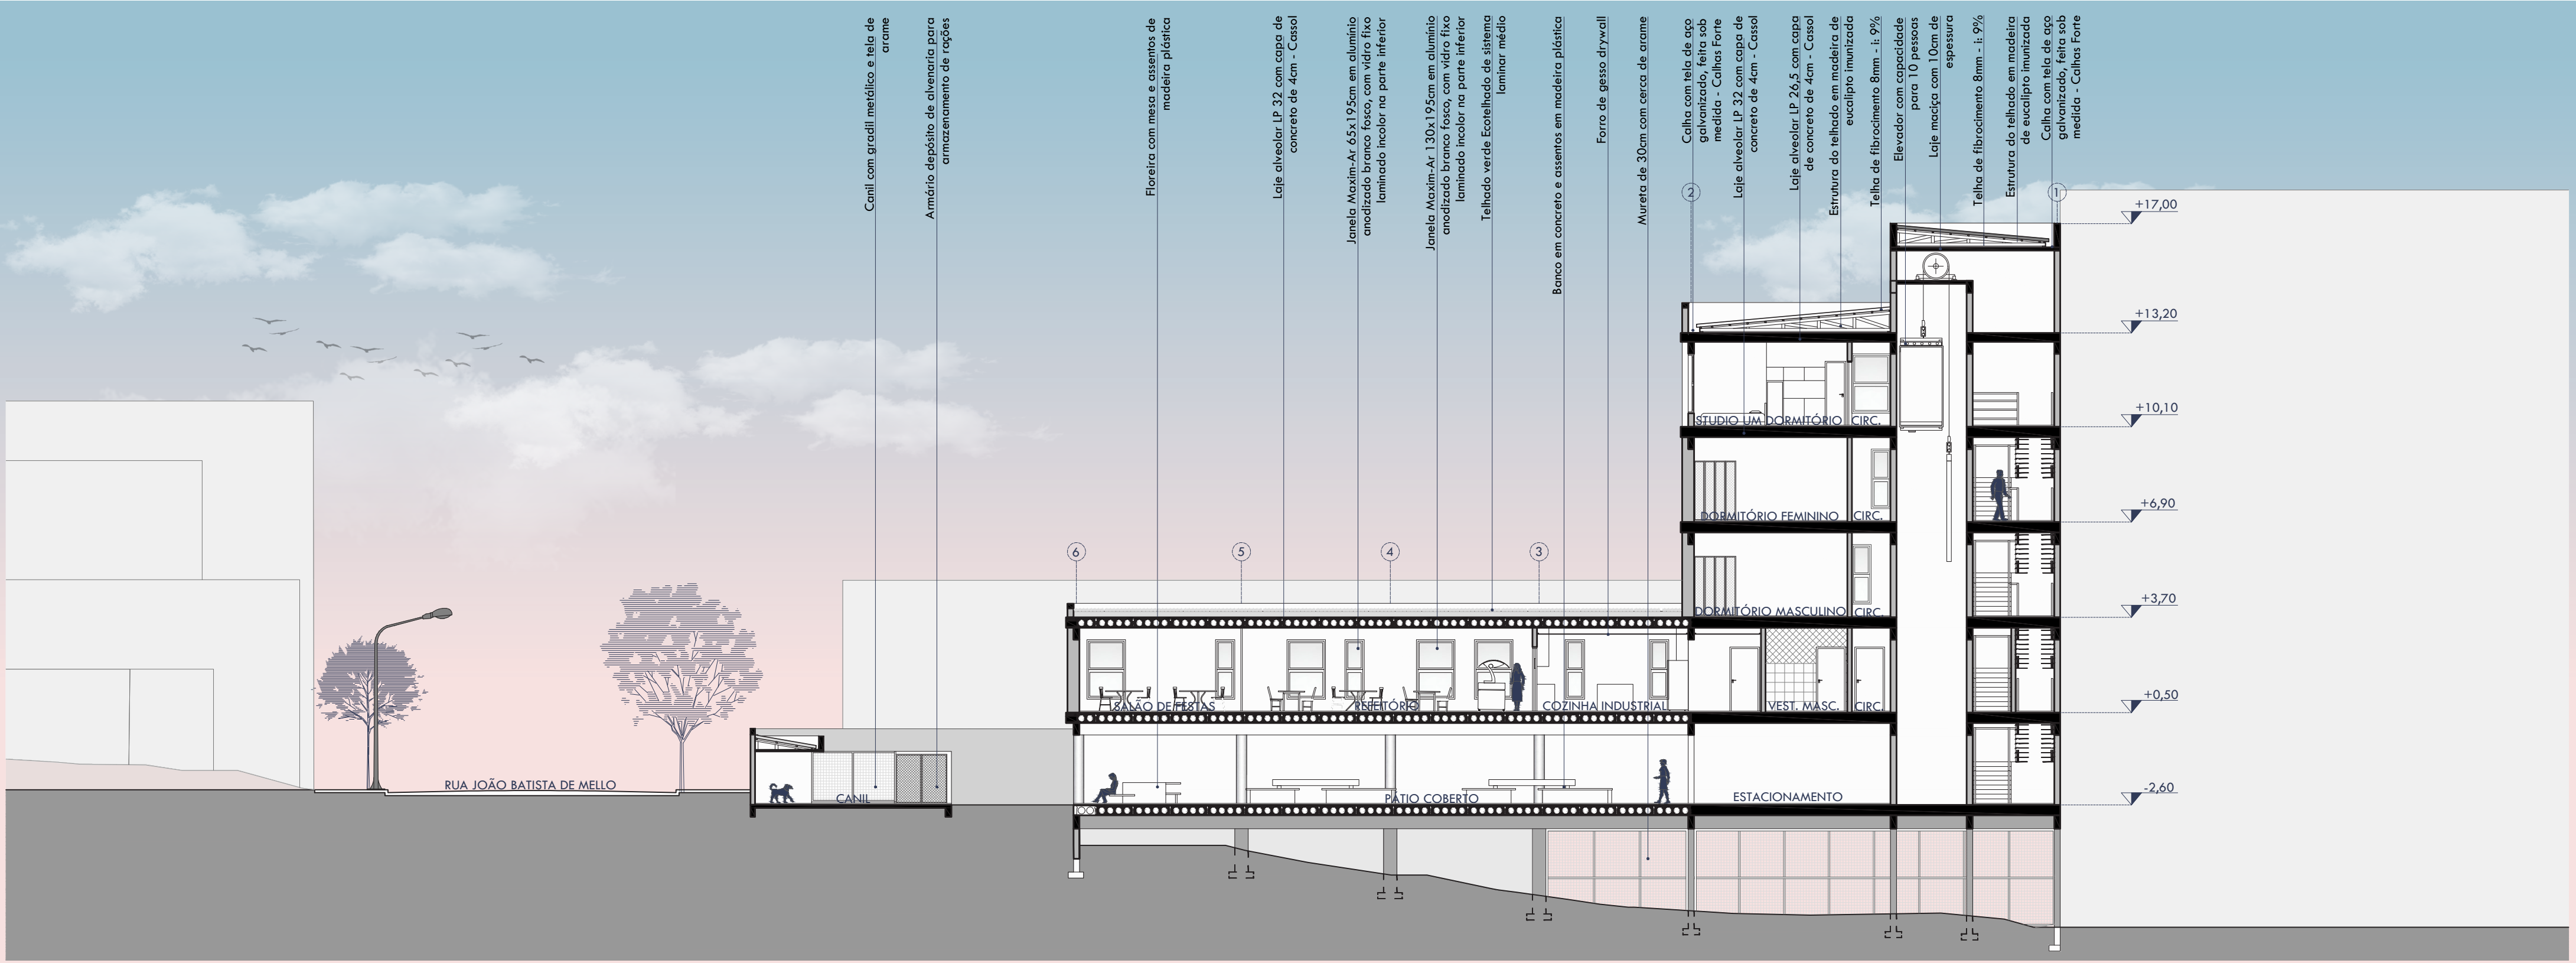 Canil com gradil metálico e tela de
arame
Armário depósito de alvenaria para
armazenamento de rações
Floreira com mesa e assentos de
madeira plástica
Laje alveolar LP 32 com capa de
concreto de 4cm - Cassol
Janela Maxim-Ar 65x195cm em alumínio
anodizado branco fosco, com vidro fixo
laminado incolor na parte inferior
Janela Maxim-Ar 130x195cm em alumínio
anodizado branco fosco, com vidro fixo
laminado incolor na parte inferior
Telhado verde Ecotelhado de sistema
laminar médio
Banco em concreto e assentos em madeira plástica
Forro de gesso drywall
Mureta de 30cm com cerca de arame
Calha com tela de aço
galvanizado, feita sob
medida - Calhas Forte
Laje alveolar LP 32 com capa de
concreto de 4cm - Cassol
Laje alveolar LP 26,5 com capa
de concreto de 4cm - Cassol
Estrutura do telhado em madeira de
eucalipto imunizada
Telha de fibrocimento 8mm - i: 9%
Elevador com capacidade
para 10 pessoas
Laje maciça com 10cm de
espessura
Telha de fibrocimento 8mm - i: 9%
Estrutura do telhado em madeira
de eucalipto imunizada
Calha com tela de aço
galvanizado, feita sob
medida - Calhas Forte
2
1
+17,00
+13,20
+10,10
STUDIO UM DORMITÓRIO CIRC.
+6,90
DORMITÓRIO FEMININO CIRC.
6
5
4
3
+3,70
DORMITÓRIO MASCULINO CIRC.
+0,50
SALÃO DE FESTAS
REFEITÓRIO
COZINHA INDUSTRIAL
VEST. MASC.
CIRC.
-2,60
RUA JOÃO BATISTA DE MELLO
CANIL
PÁTIO COBERTO
ESTACIONAMENTO